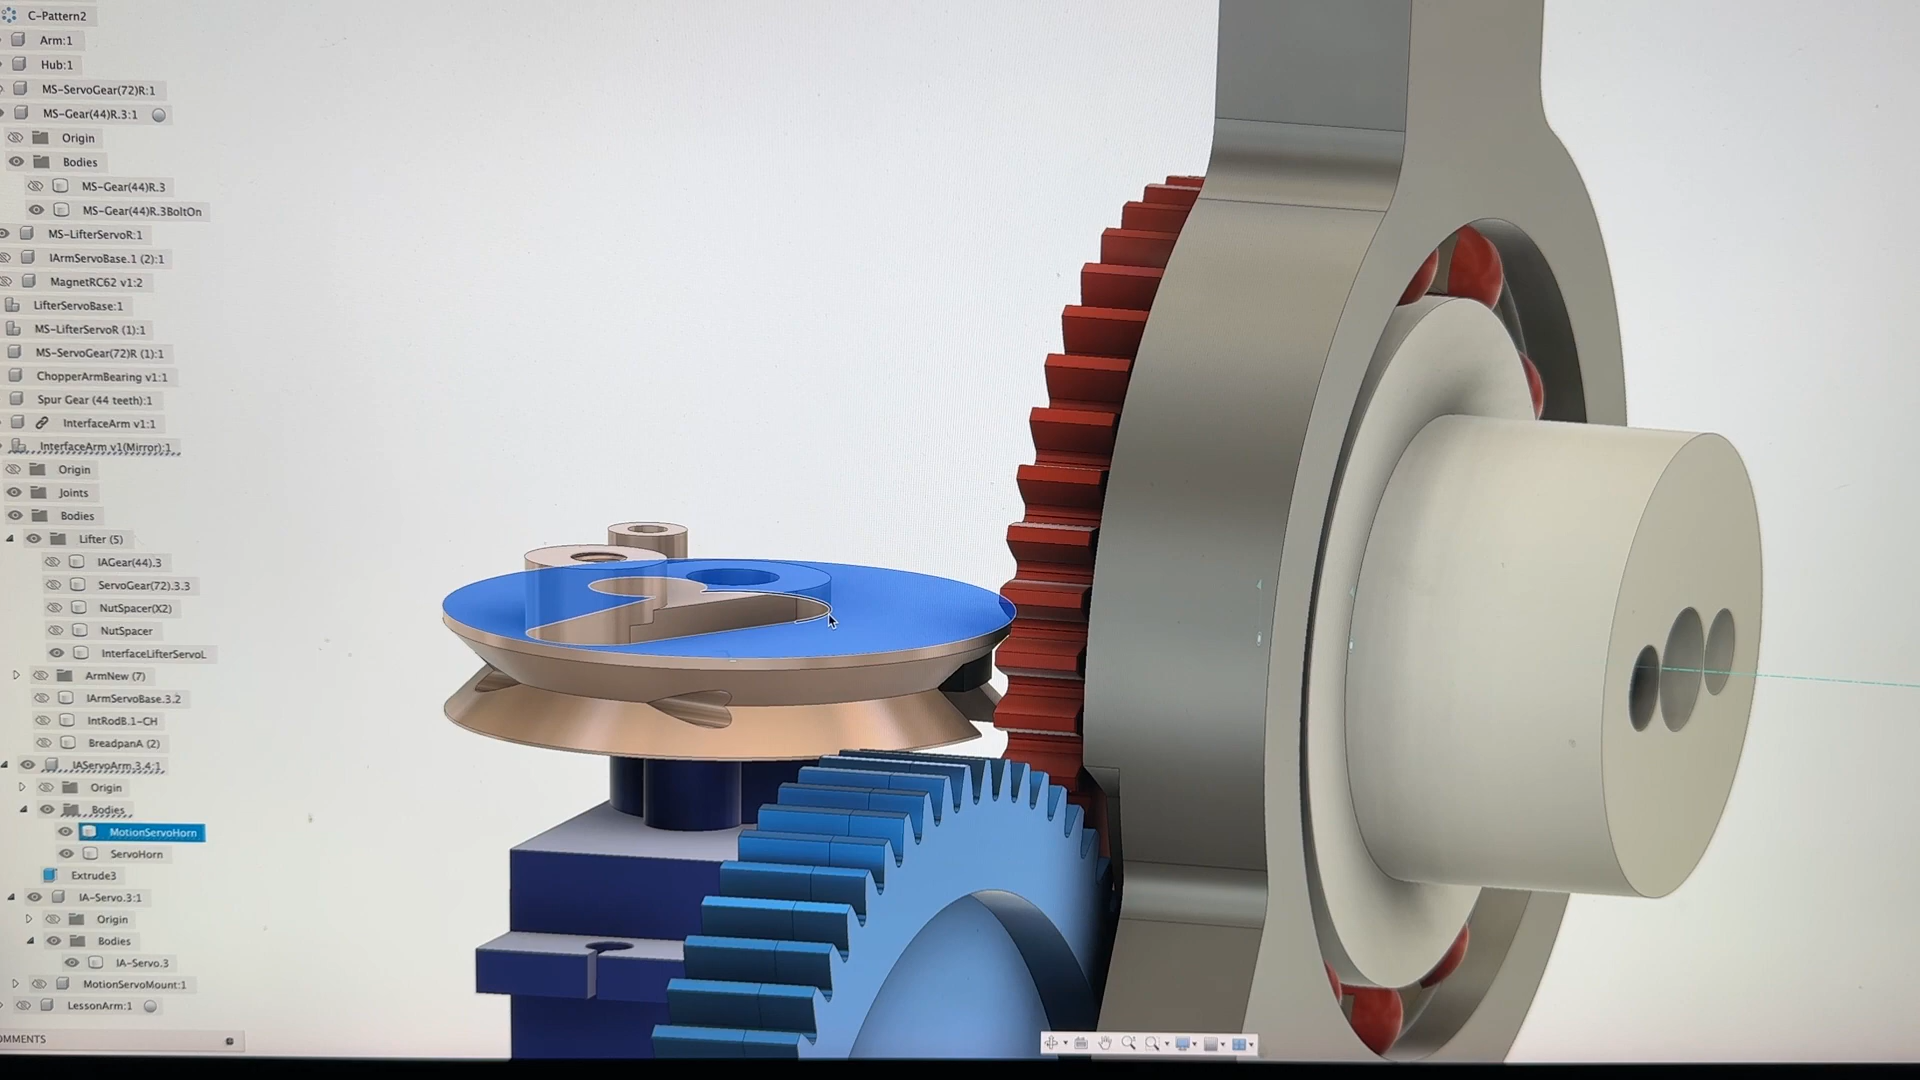 C-Pattern2
Arm:1
Hub:1
MS-ServoGear(72)R:1
MS-Gear(44)R.3:1
Origin
Bodies
MS-Gear(44)R.3
MS-Gear(44)R.3BoltOn
MS-LifterServoR:1
IArmServoBase.1 (2):1
MagnetRC62 v1:2
LifterServoBase:1
MS-LifterServoR (1):1
MS-ServoGear(72)R (1):1
ChopperArmBearing v1:1
Spur Gear (44 teeth):1
InterfaceArm v1:1
InterfaceArm v1(Mirror):1
Origin
Joints
Bodies
Lifter (5)
IAGear(44).3
ServoGear(72).3.3
NutSpacer(X2)
NutSpacer
InterfaceLifterServoL
ArmNew (7)
IArmServoBase.3.2
IntRodB.1-CH
BreadpanA (2)
IAServoArm.3.4:1
Origin
Bodies
MotionServoHorn
ServoHorn
Extrude3
IA-Servo.3:1
Origin
Bodies
IA-Servo.3
MotionServoMount:1
LessonArm:1
OMMENTS